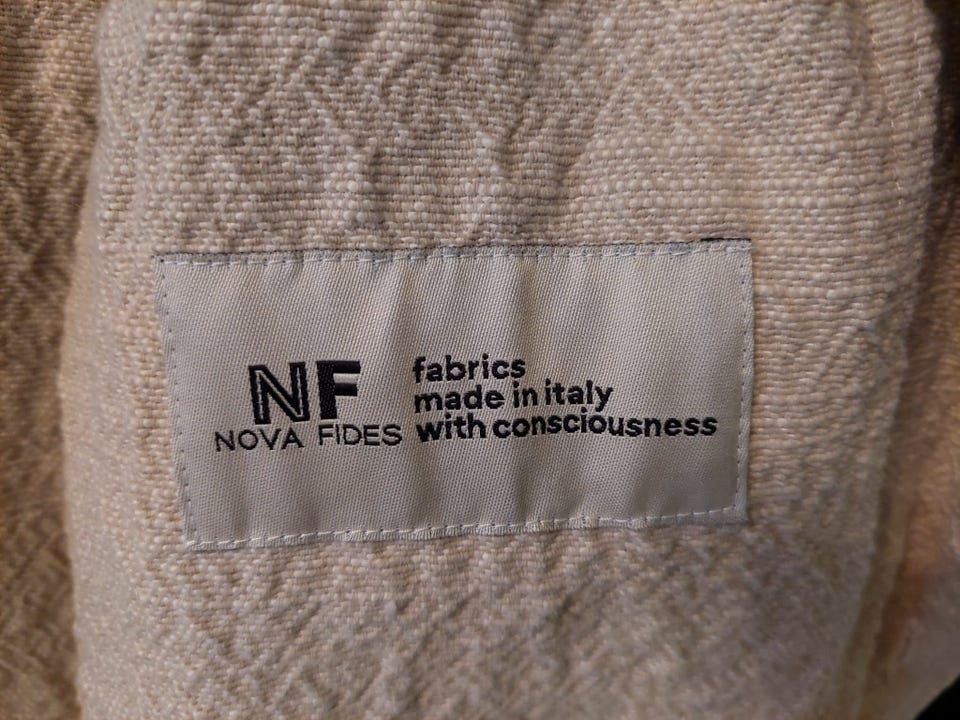 NF
NOVA FIDES
fabrics
made in italy
with consciousness